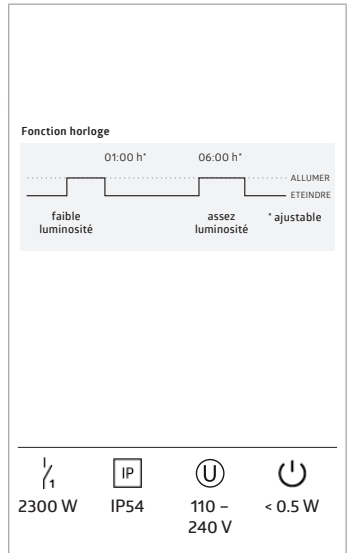 Fonction horloge
01:00 h* 06:00 h*
ALLUMER
ETEINDRE
faible assez * ajustable
luminosité luminosité
1
IP
U
2300 W IP54 110 – < 0.5 W
240 V